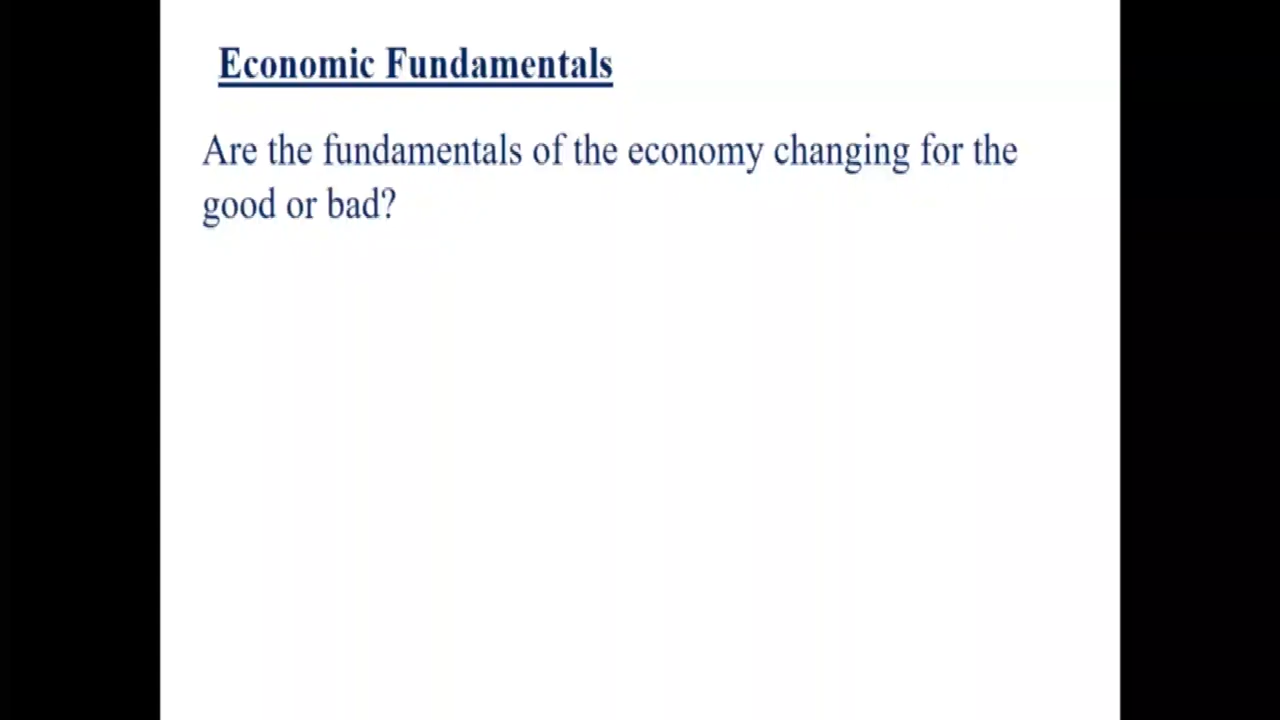 Economic Fundamentals
Are the fundamentals of the economy changing for the
good or bad?